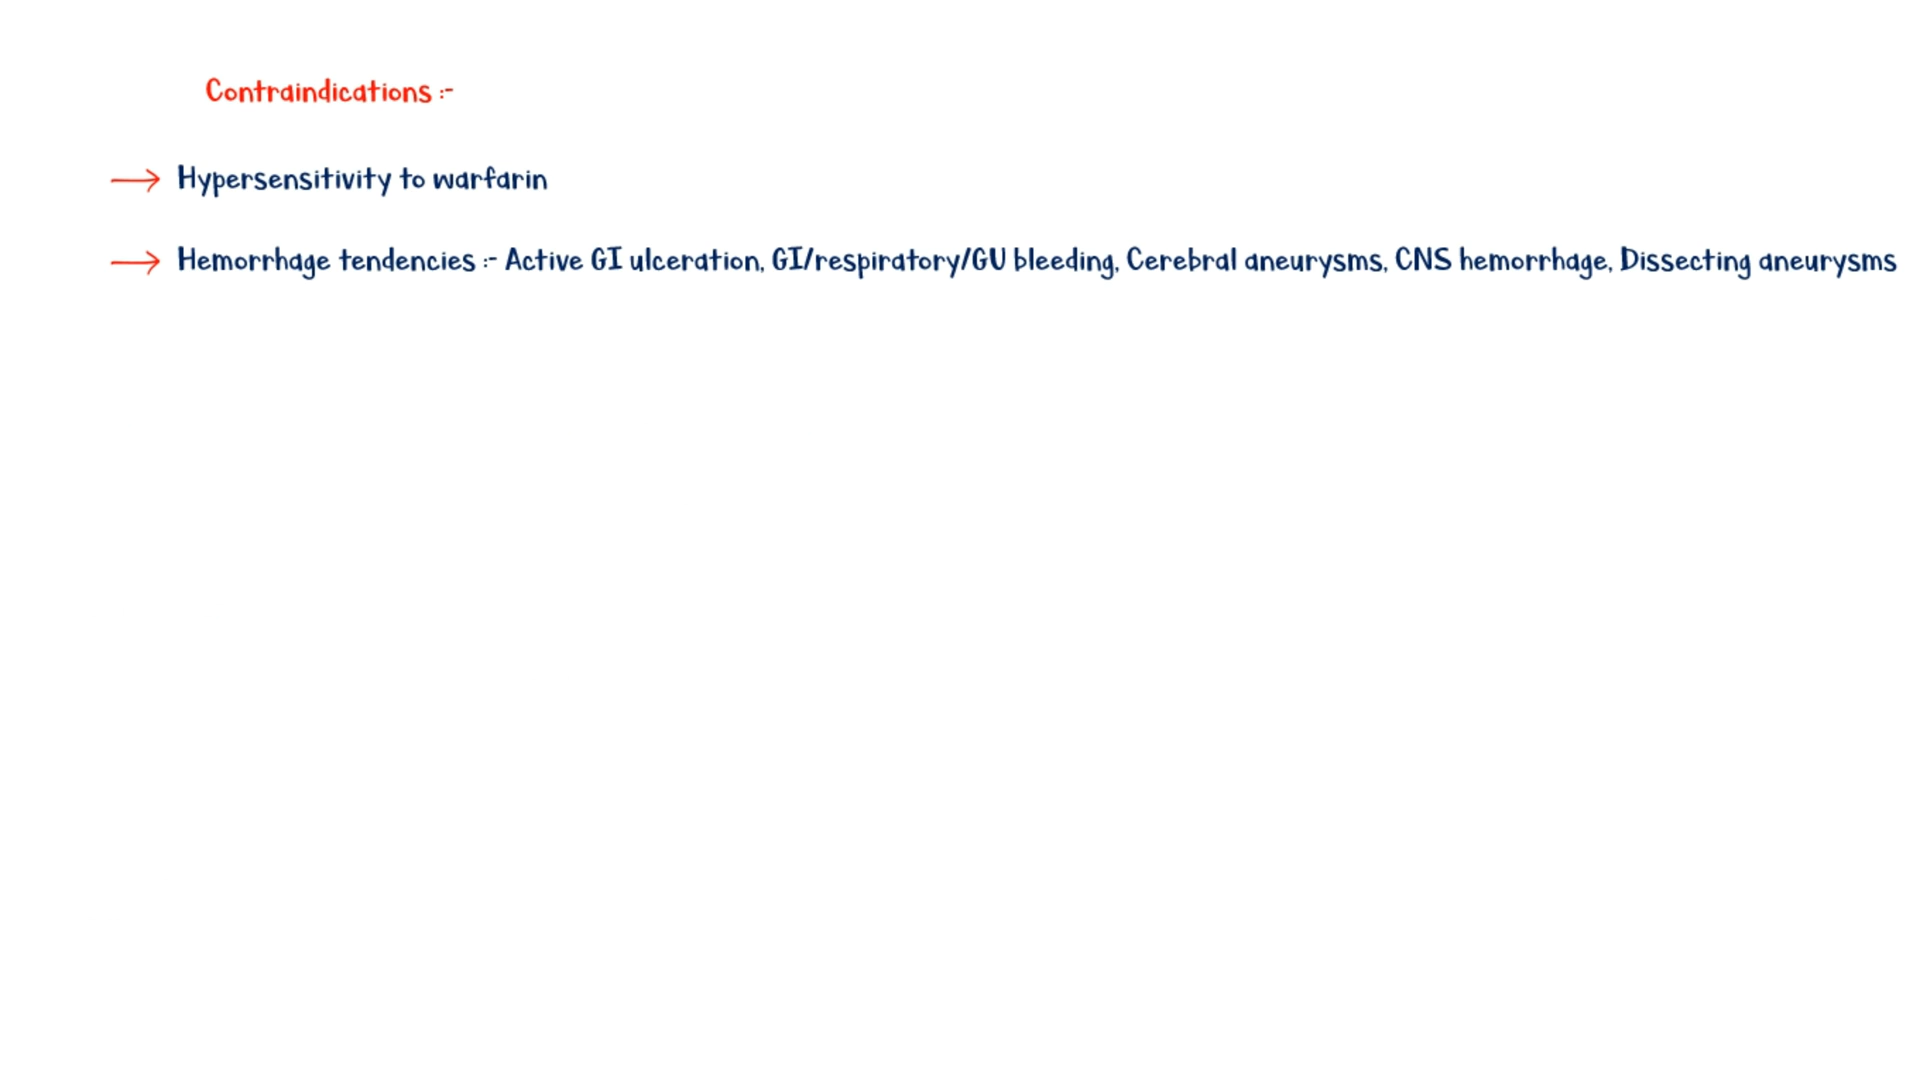 Contraindications :-
→ Hypersensitivity to warfarin
→ Hemorrhage tendencies :- Active GI ulceration, GI/respiratory/GU bleeding, Cerebral aneurysms, CNS hemorrhage, Dissecting aneurysms